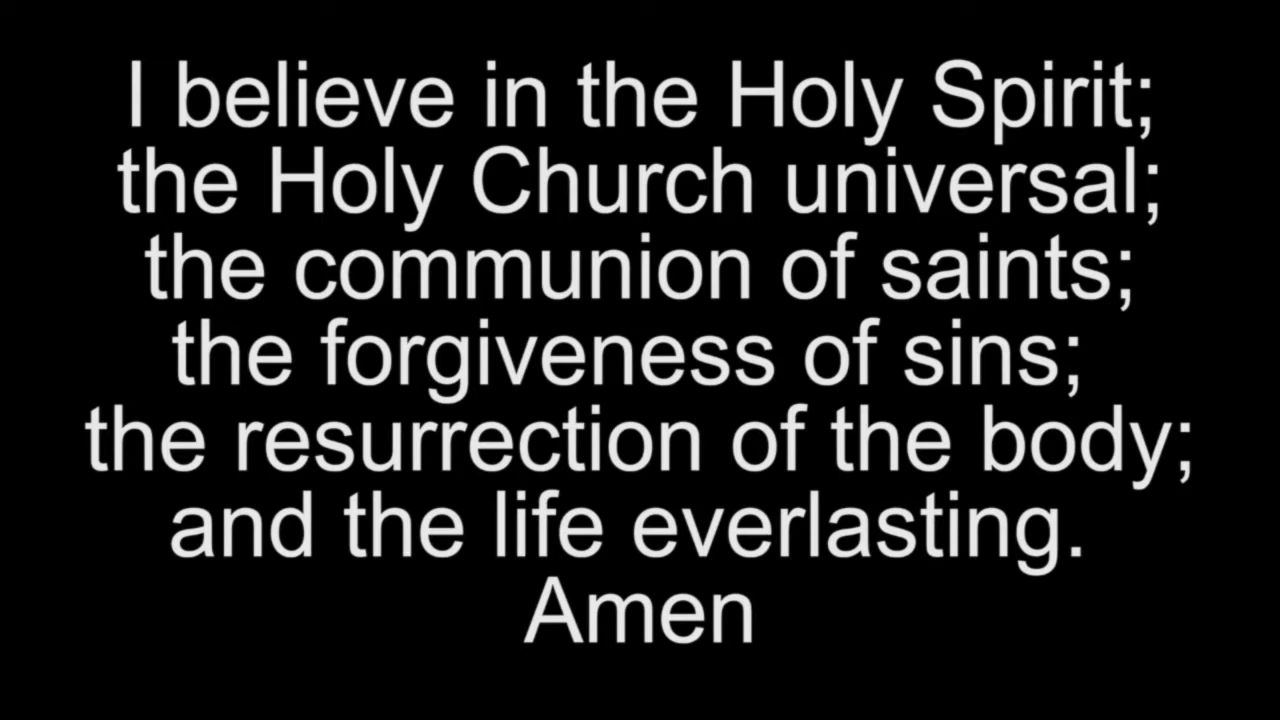 I believe in the Holy Spirit;
the Holy Church universal;
the communion of saints;
the forgiveness of sins;
the resurrection of the body;
and the life everlasting.
Amen